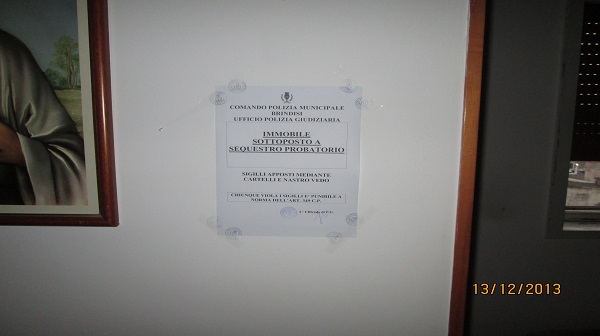 COMANDO POLIZIA MUNICIPALE
BRINDISI
UFFICIO POLIZIA GIUDIZIARIA
IMMOBILE
SOTTOPOSTO A
SEQUESTRO PROBATORIO
SIGILLI APPOSTI MEDIANTE
CARTELLI E NASTRO VEDO
CHIUNQUE VIOLA I SIGILLI E' PUNIBILE A
NORMA DELL'ART. 349 C.P.
13/12/2013